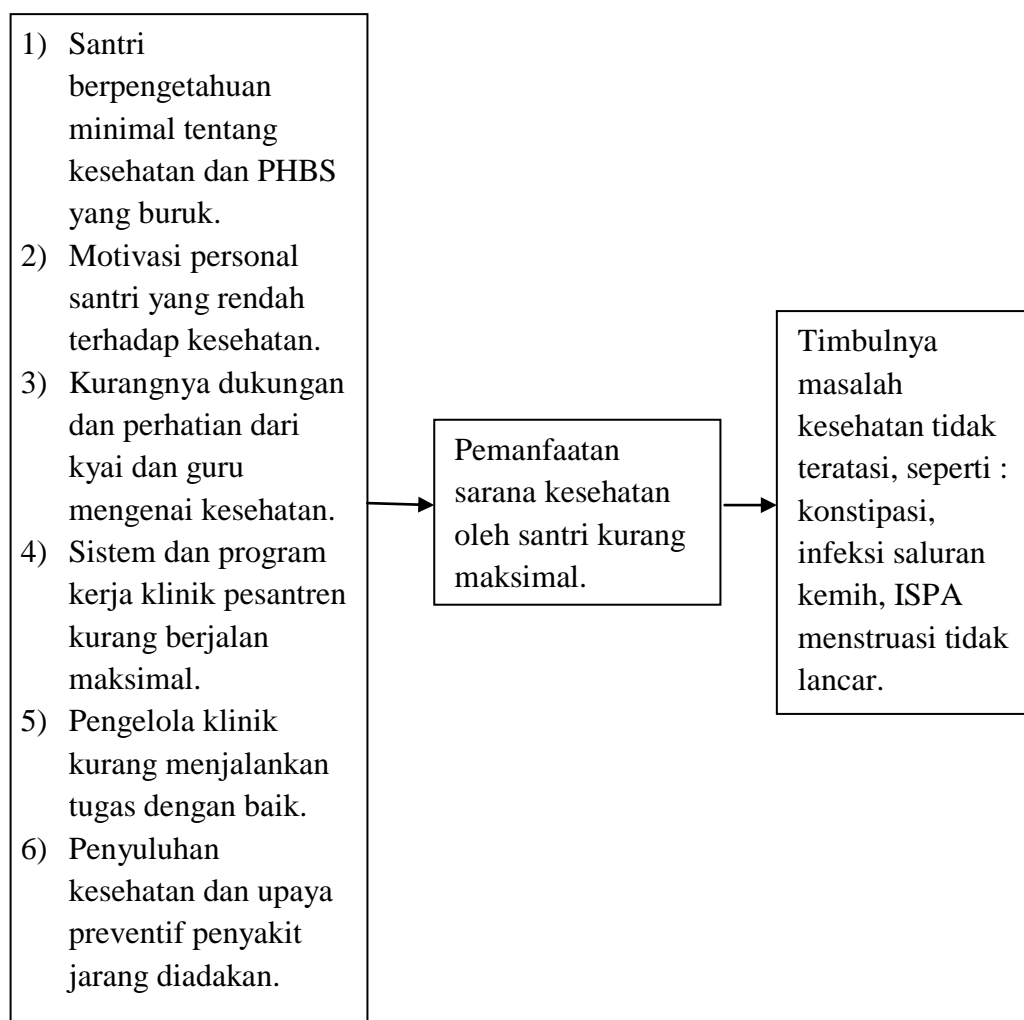 1) Santri
berpengetahuan
minimal tentang
kesehatan dan PHBS
yang buruk.
2) Motivasi personal
santri yang rendah
terhadap kesehatan.
3) Kurangnya dukungan
dan perhatian dari
kyai dan guru
mengenai kesehatan.
4) Sistem dan program
kerja klinik pesantren
kurang berjalan
maksimal.
5) Pengelola klinik
kurang menjalankan
tugas dengan baik.
6) Penyuluhan
kesehatan dan upaya
preventif penyakit
jarang diadakan.
Pemanfaatan
sarana kesehatan
oleh santri kurang
maksimal.
Timbulnya
masalah
kesehatan tidak
teratasi, seperti :
konstipasi,
infeksi saluran
kemih, ISPA
menstruasi tidak
lancar.